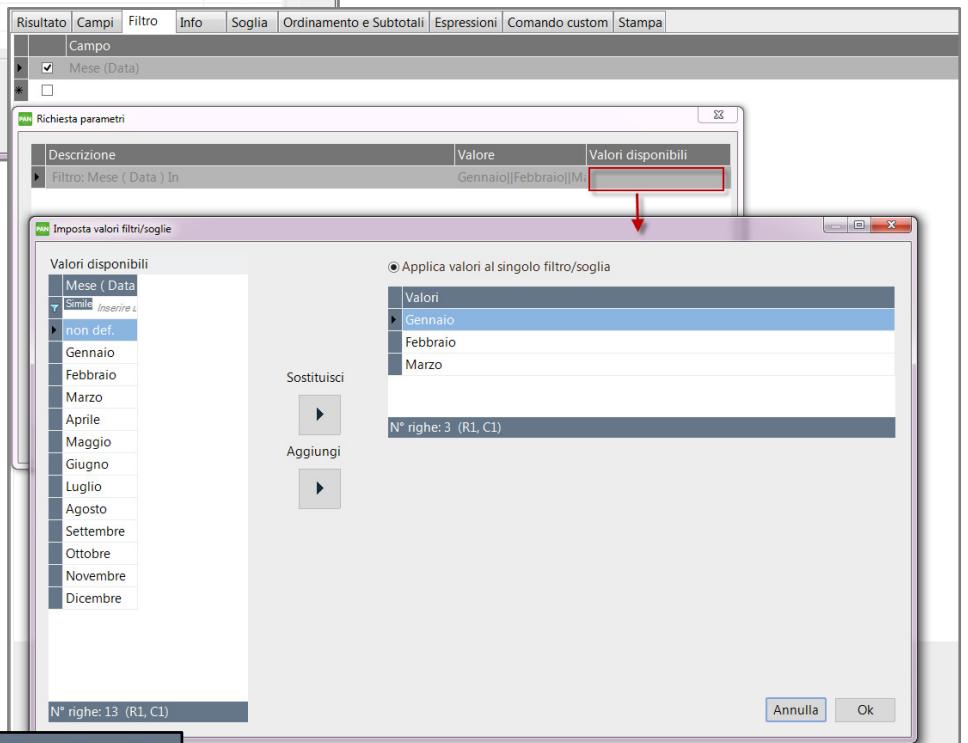 Risultato Campi Filtro Info Soglia Ordinamento e Subtotali Espressioni Comando custom Stampa
Campo
Mese (Data)
PAN Richiesta parametri
Descrizione Valore Valori disponibili
Filtro: Mese ( Data ) In Gennaio||Febbraio||Ma
PAN Imposta valori filtri/soglie
Valori disponibili
Mese ( Data
Simile Inserire u
non def.
Gennaio
Febbraio
Marzo
Aprile
Maggio
Giugno
Luglio
Agosto
Settembre
Ottobre
Novembre
Dicembre
N° righe: 13 (R1, C1)
Sostituisci
Aggiungi
Applica valori al singolo filtro/soglia
Valori
Gennaio
Febbraio
Marzo
N° righe: 3 (R1, C1)
Annulla Ok